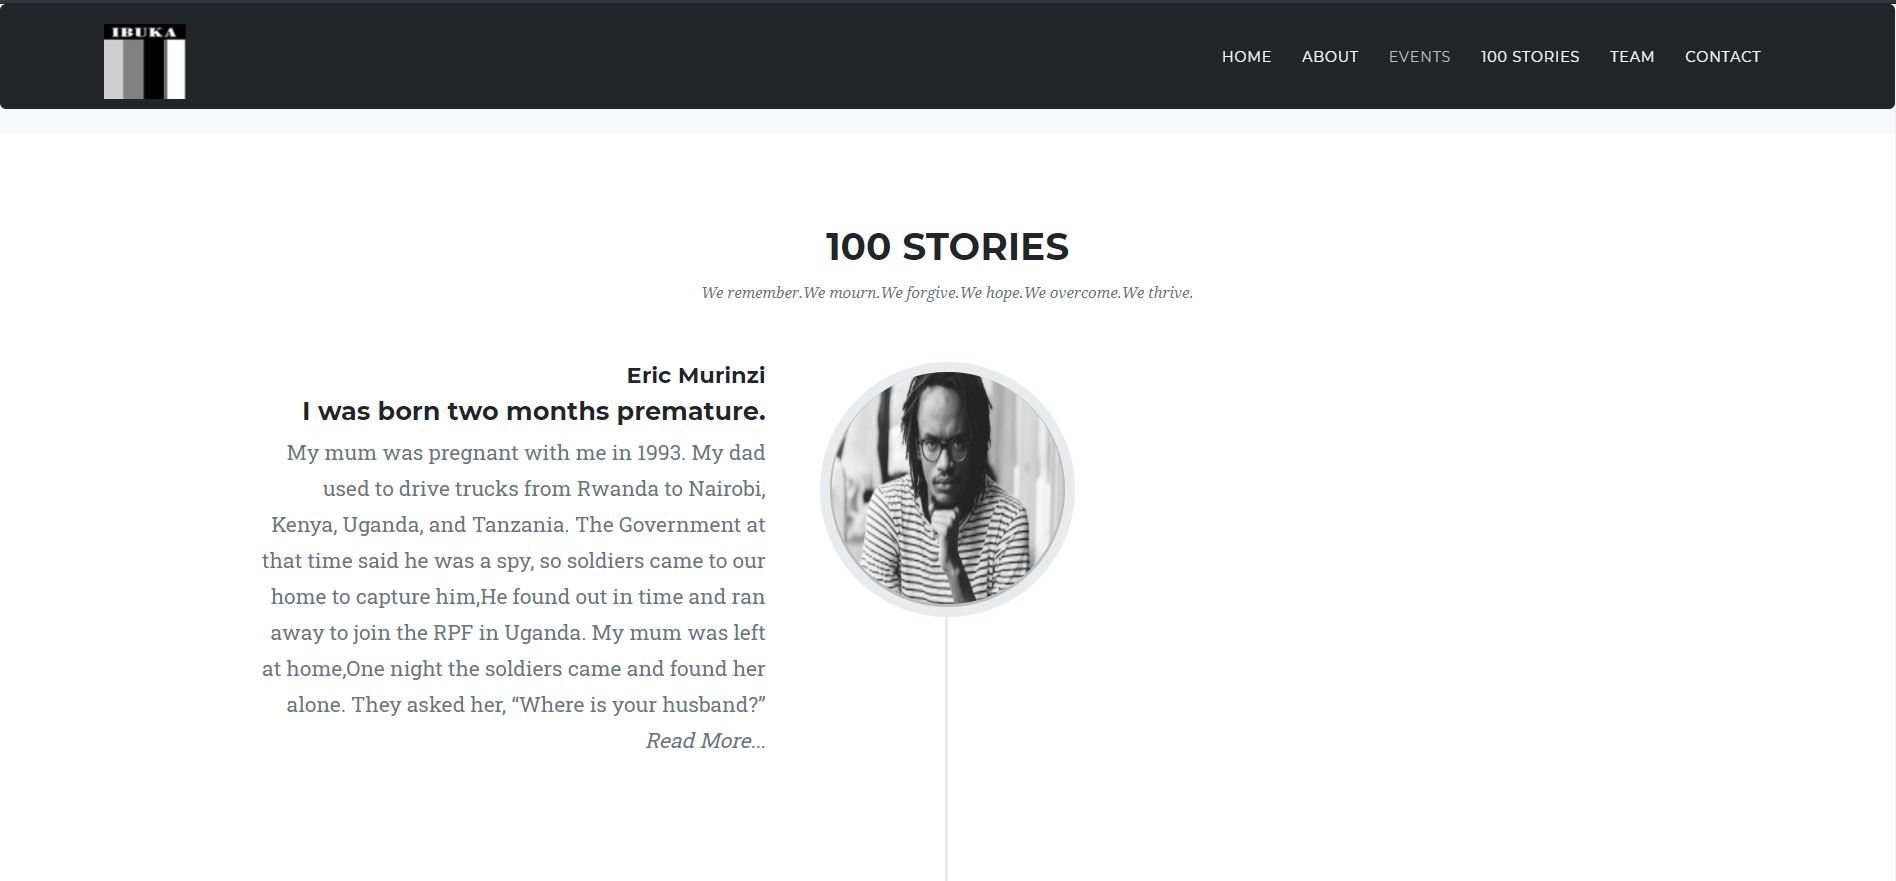 IBUKA
HOME ABOUT EVENTS 100 STORIES TEAM CONTACT
100 STORIES
We remember.We mourn.We forgive.We hope.We overcome.We thrive.
Eric Murinzi
I was born two months premature.
My mum was pregnant with me in 1993. My dad
used to drive trucks from Rwanda to Nairobi,
Kenya, Uganda, and Tanzania. The Government at
that time said he was a spy, so soldiers came to our
home to capture him,He found out in time and ran
away to join the RPF in Uganda. My mum was left
at home,One night the soldiers came and found her
alone. They asked her, “Where is your husband?”
Read More...